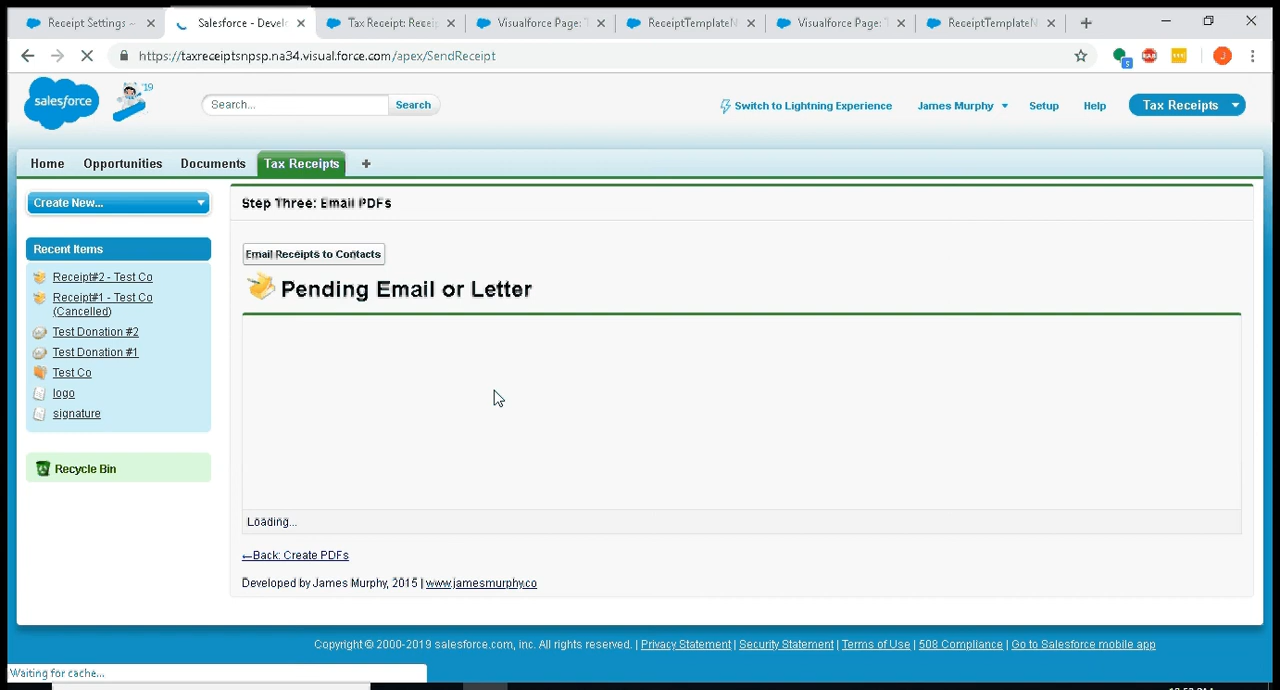 Receipt Settings ~
Salesforce - Devel
Tax Receipt: Recei
Visualforce Page: T
ReceiptTemplateN
Visualforce Page: T
ReceiptTemplateN
https://taxreceiptsnpsp.na34.visual.force.com/apex/SendReceipt
salesforce
'19
Search...
Search
Switch to Lightning Experience
James Murphy
Setup
Help
Tax Receipts
Home
Opportunities
Documents
Tax Receipts
+
Create New...
Recent Items
Receipt#2 - Test Co
Receipt#1 - Test Co
(Cancelled)
Test Donation #2
Test Donation #1
Test Co
logo
signature
Recycle Bin
Step Three: Email PDFs
Email Receipts to Contacts
Pending Email or Letter
Loading...
←Back: Create PDFs
Developed by James Murphy, 2015 | www.jamesmurphy.co
Copyright © 2000-2019 salesforce.com, inc. All rights reserved. | Privacy Statement | Security Statement | Terms of Use | 508 Compliance | Go to Salesforce mobile app
Waiting for cache...